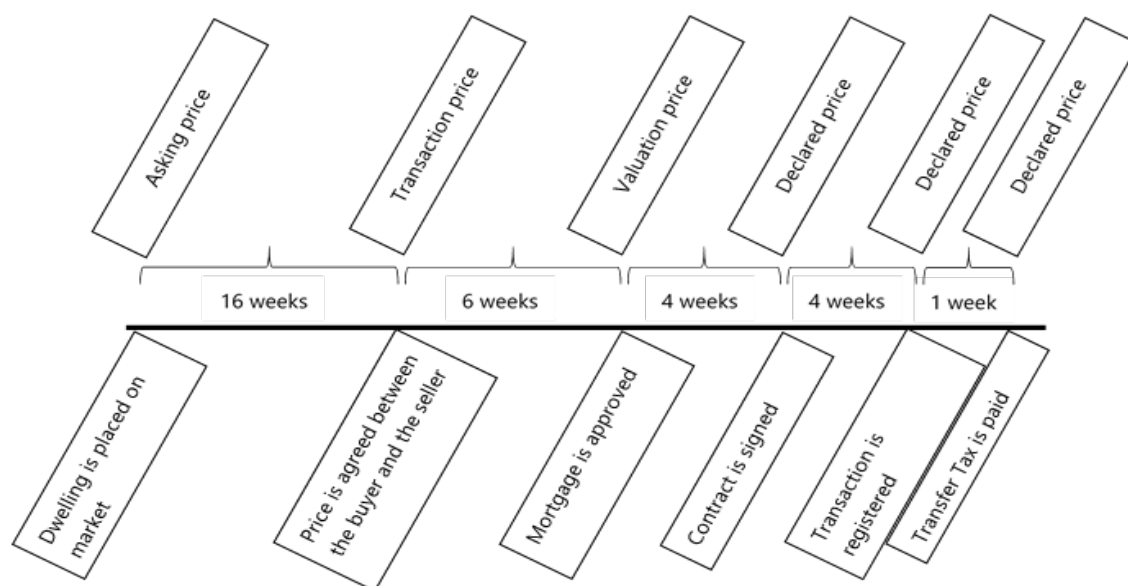 Asking price
Transaction price
Valuation price
Declared price
Declared price
Declared price
16 weeks
6 weeks
4 weeks
4 weeks
1 week
Dwelling is placed on
market
Price is agreed between
the buyer and the seller
Mortgage is approved
Contract is signed
Transaction is
registered
Transfer Tax is paid